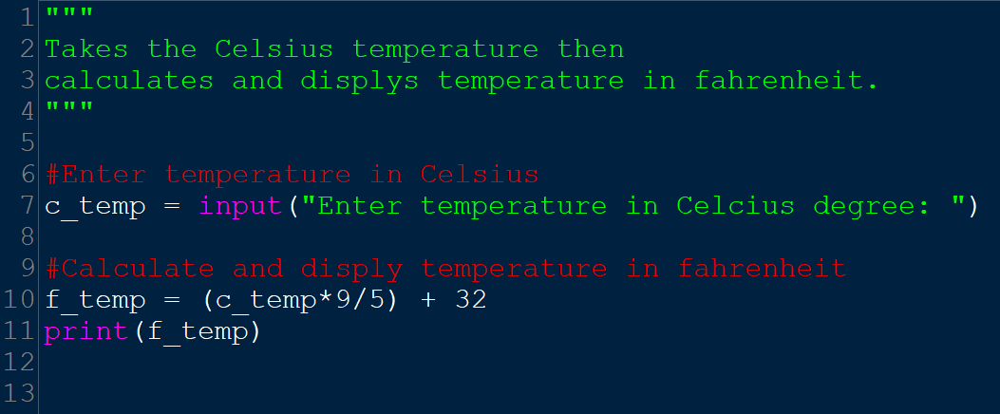 1 """
2 Takes the Celsius temperature then
3 calculates and displys temperature in fahrenheit.
4 """
5
6 #Enter temperature in Celsius
7 c_temp = input("Enter temperature in Celcius degree: ")
8
9 #Calculate and disply temperature in fahrenheit
10 f_temp = (c_temp*9/5) + 32
11 print(f_temp)
12
13